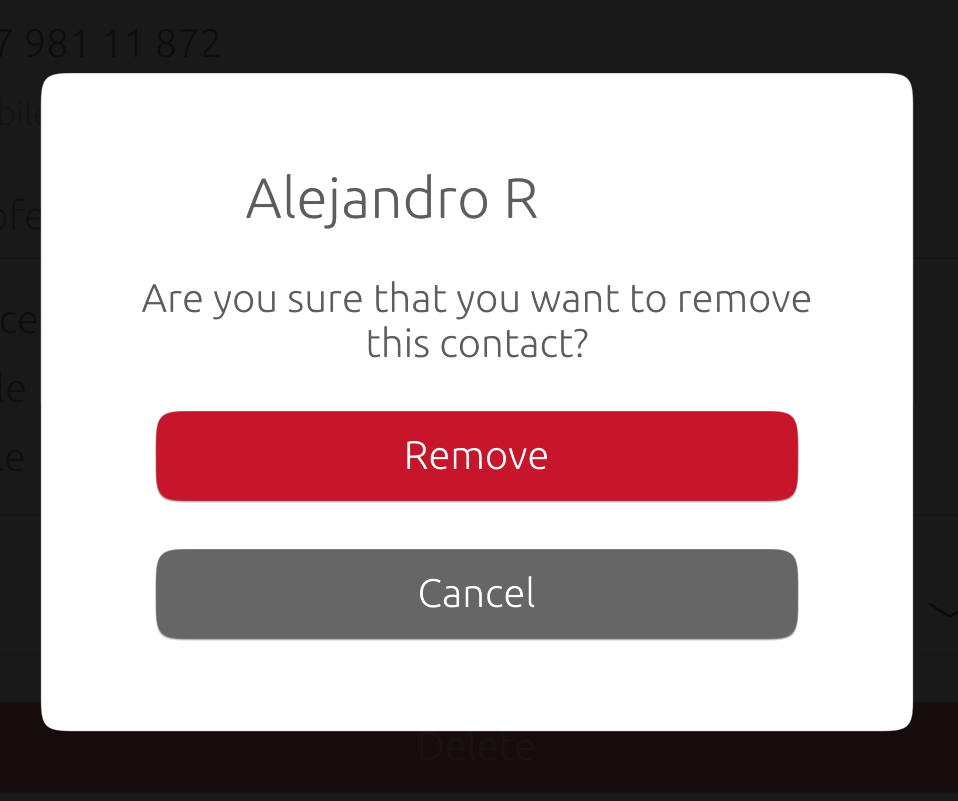 7 981 11 872
Alejandro R
Are you sure that you want to remove
this contact?
Remove
Cancel
Delete